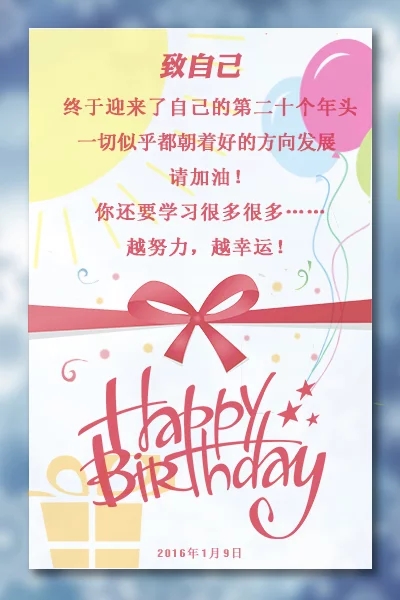 致自己
终于迎来了自己的第二十个年头
一切似乎都朝着好的方向发展
请加油！
你还要学习很多很多……
越努力，越幸运！
Happy
Birthday
2016年1月9日